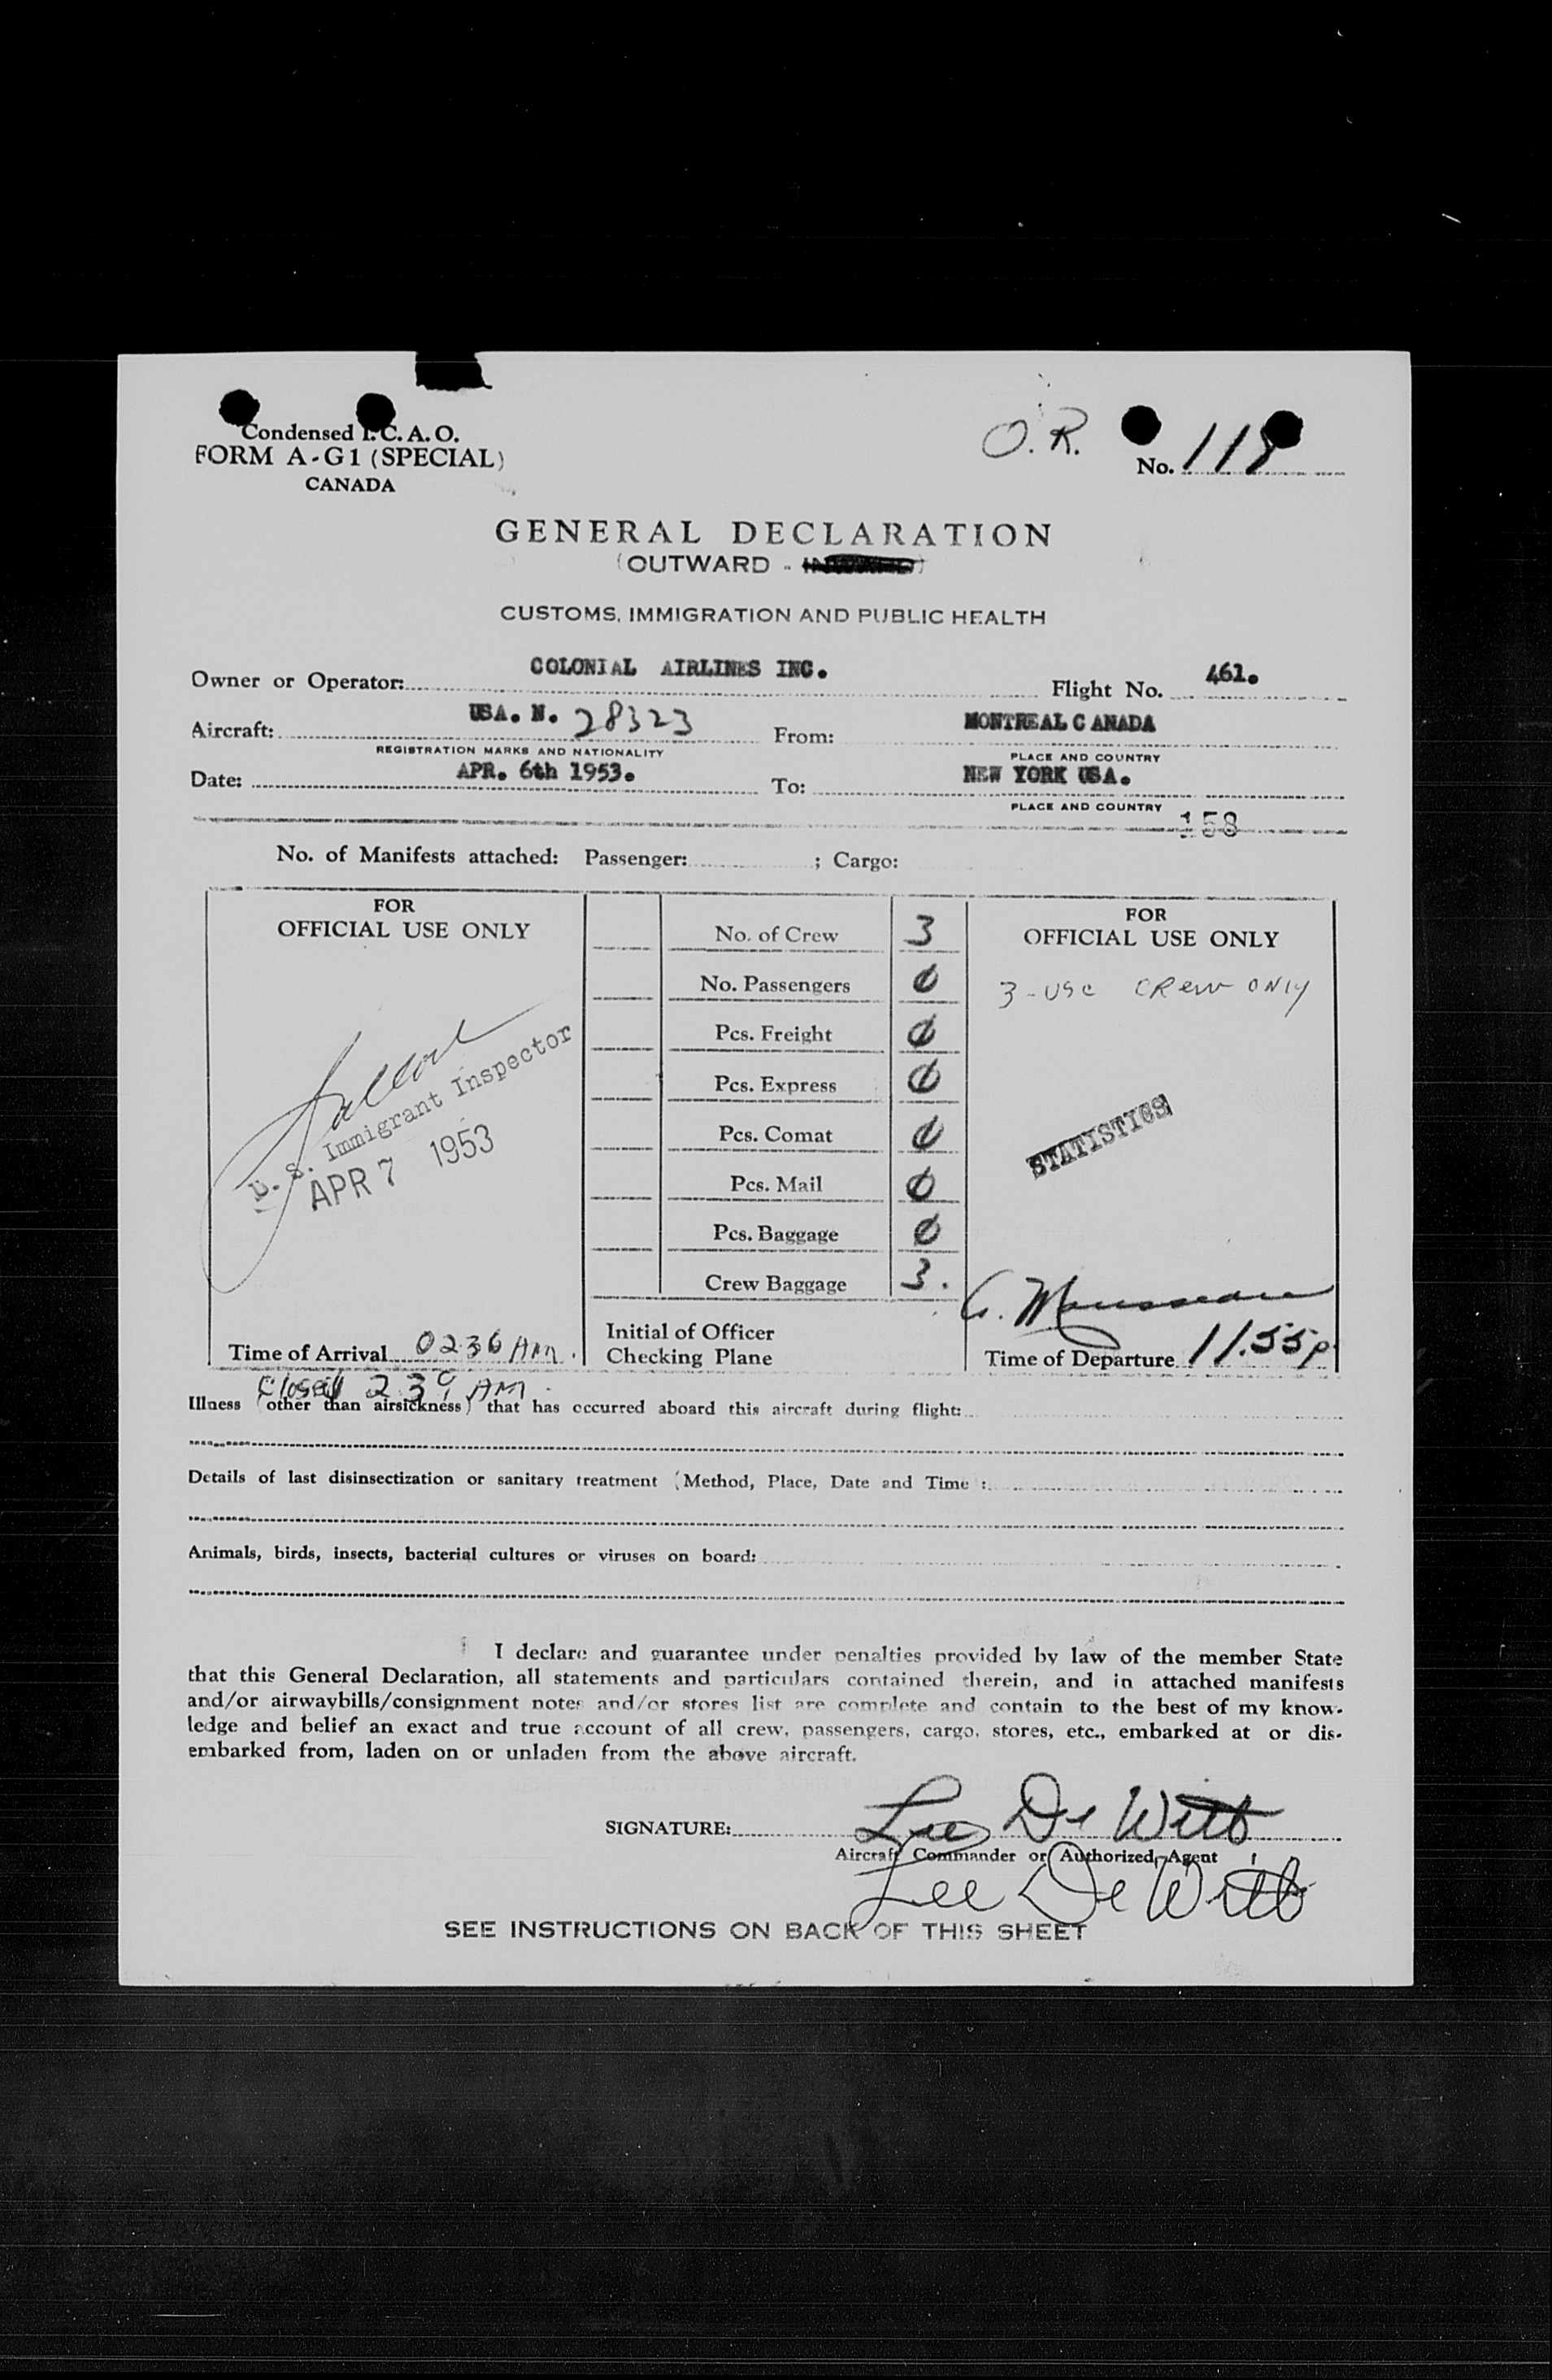 Condensed I.C.A.O.
FORM A-G1 (SPECIAL)
CANADA
O.R.
No.
GENERAL DECLARATION
(OUTWARD -
CUSTOMS, IMMIGRATION AND PUBLIC HEALTH
Owner or Operator: COLONIAL AIRLINES INC. Flight No. 461.
Aircraft: USA. N. 28323 From: MONTREAL C ANADA
REGISTRATION MARKS AND NATIONALITY PLACE AND COUNTRY
Date: APR. 6th 1953. To: NEW YORK USA.
PLACE AND COUNTRY
158
No. of Manifests attached: Passenger: ; Cargo:
FOR
OFFICIAL USE ONLY
U. S. Immigrant Inspector
APR 7 1953
Time of Arrival 0236 AM.
Closed 239 AM.
No. of Crew 3
No. Passengers 0
Pcs. Freight 0
Pcs. Express 0
Pcs. Comat 0
Pcs. Mail 0
Pcs. Baggage 0
Crew Baggage 3.
Initial of Officer
Checking Plane
FOR
OFFICIAL USE ONLY
3-USC CREW ONLY
STATISTICS
Time of Departure 11.55p.
Illness (other than airsickness) that has occurred aboard this aircraft during flight:
Details of last disinsectization or sanitary treatment (Method, Place, Date and Time :
Animals, birds, insects, bacterial cultures or viruses on board:
I declare and guarantee under penalties provided by law of the member State
that this General Declaration, all statements and particulars contained therein, and in attached manifests
and/or airwaybills/consignment notes and/or stores list are complete and contain to the best of my know-
ledge and belief an exact and true account of all crew, passengers, cargo, stores, etc., embarked at or dis-
embarked from, laden on or unladen from the above aircraft.
SIGNATURE: Lee De Witt
Aircraft Commander or Authorized Agent
Lee De Witt
SEE INSTRUCTIONS ON BACK OF THIS SHEET